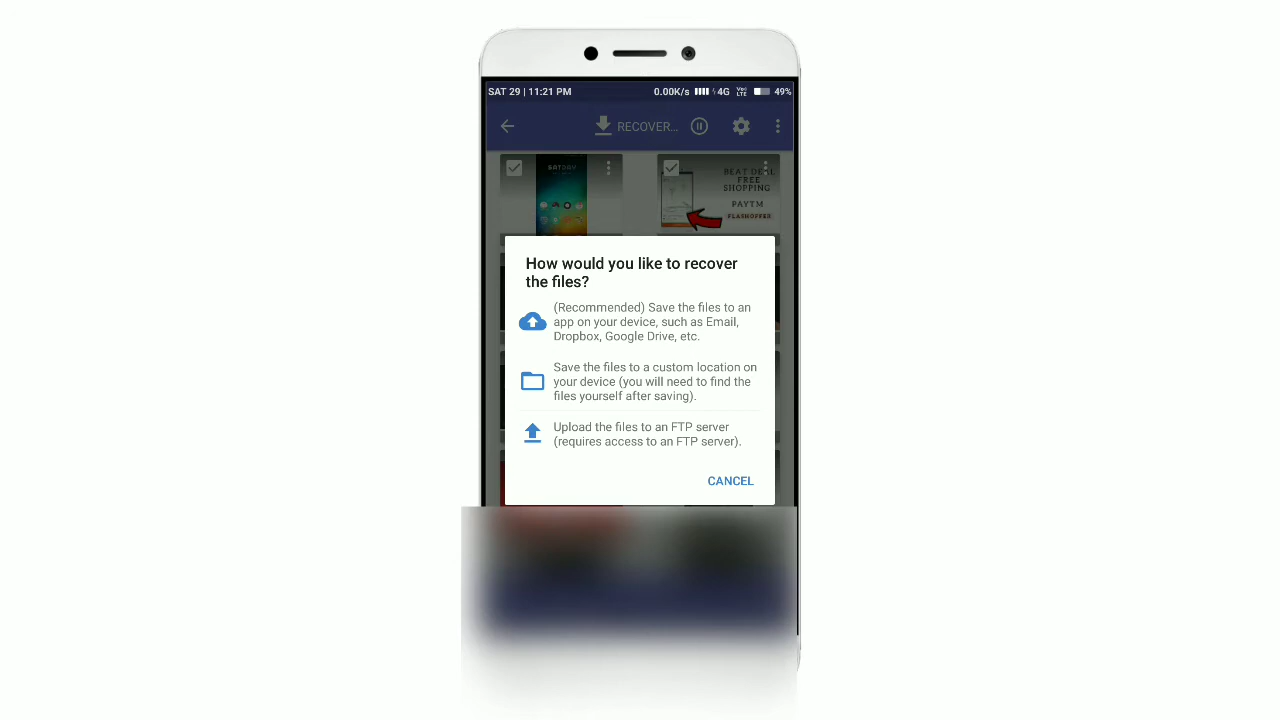 SAT 29 | 11:21 PM 0.00K/s 4G VoLTE 49%
RECOVER...
SATDAY
BEAT DEAL
FREE
SHOPPING
PAYTM
FLASHOFFER
How would you like to recover
the files?
(Recommended) Save the files to an
app on your device, such as Email,
Dropbox, Google Drive, etc.
Save the files to a custom location on
your device (you will need to find the
files yourself after saving).
Upload the files to an FTP server
(requires access to an FTP server).
CANCEL